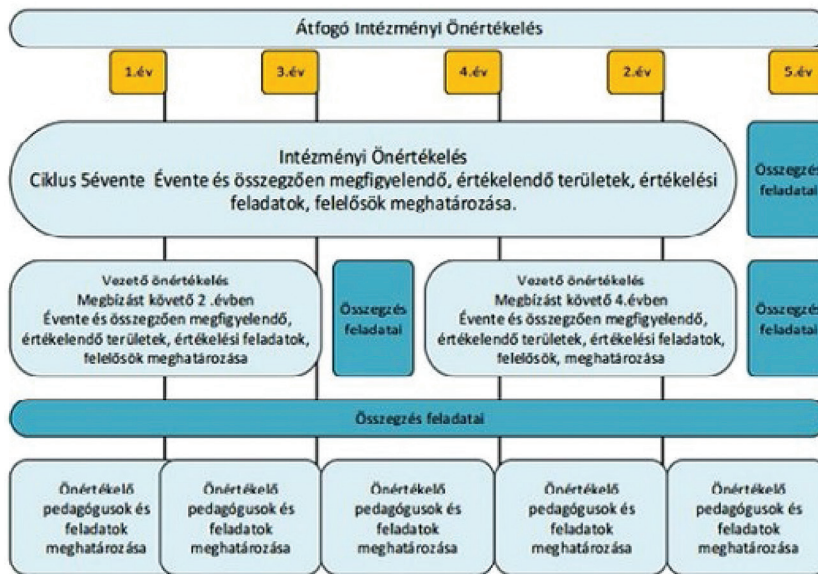 Átfogó Intézményi Önértékelés
1.év
3.év
4.év
2.év
5.év
Intézményi Önértékelés
Ciklus 5évente Évente és összegzően megfigyelendő, értékelendő területek, értékelési
feladatok, felelősök meghatározása.
Összegzés
feladatai
Vezető önértékelés
Megbízást követő 2 .évben
Évente és összegzően megfigyelendő,
értékelendő területek, értékelési feladatok,
felelősök meghatározása
Összegzés
feladatai
Vezető önértékelés
Megbízást követő 4.évben
Évente és összegzően megfigyelendő,
értékelendő területek, értékelési feladatok,
felelősök, meghatározása
Összegzés
feladatai
Összegzés feladatai
Önértékelő
pedagógusok és
feladatok
meghatározása
Önértékelő
pedagógusok és
feladatok
meghatározása
Önértékelő
pedagógusok és
feladatok
meghatározása
Önértékelő
pedagógusok és
feladatok
meghatározása
Önértékelő
pedagógusok és
feladatok
meghatározása